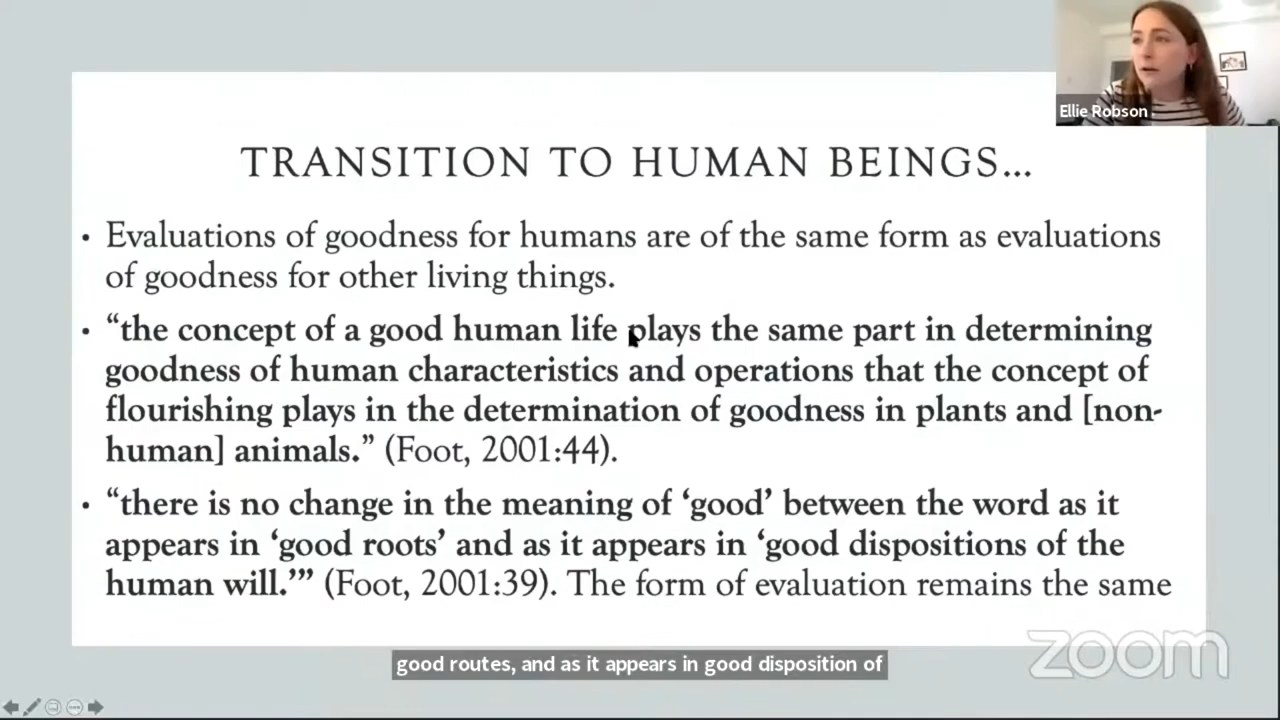 Ellie Robson
TRANSITION TO HUMAN BEINGS...
• Evaluations of goodness for humans are of the same form as evaluations
of goodness for other living things.
• “the concept of a good human life plays the same part in determining
goodness of human characteristics and operations that the concept of
flourishing plays in the determination of goodness in plants and [non-
human] animals.” (Foot, 2001:44).
• “there is no change in the meaning of ‘good’ between the word as it
appears in ‘good roots’ and as it appears in ‘good dispositions of the
human will.’” (Foot, 2001:39). The form of evaluation remains the same
zoom
good routes, and as it appears in good disposition of